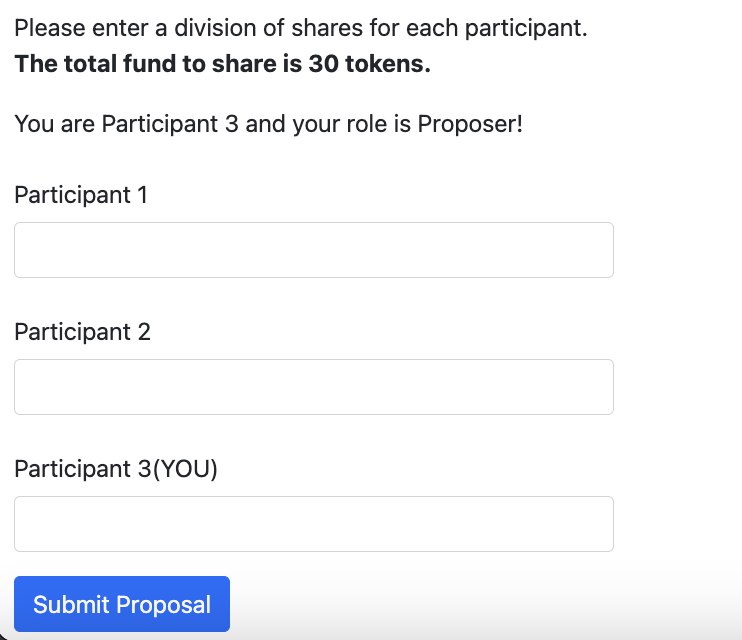 Please enter a division of shares for each participant.
The total fund to share is 30 tokens.
You are Participant 3 and your role is Proposer!
Participant 1
Participant 2
Participant 3(YOU)
Submit Proposal